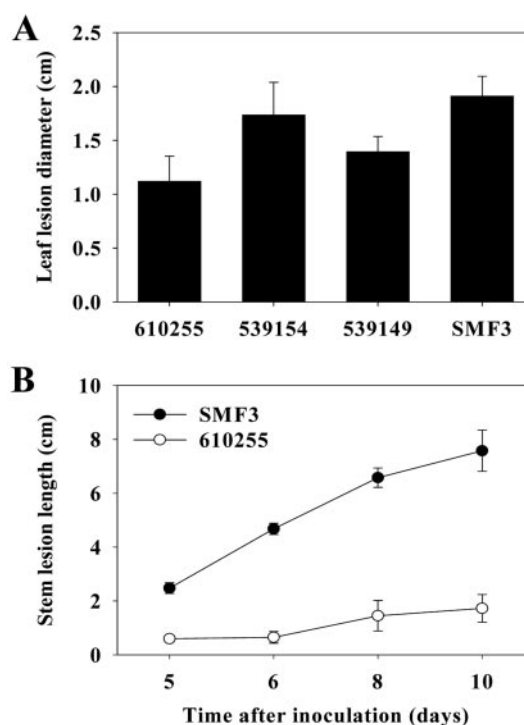 A
Leaf lesion diameter (cm)
2.5
2.0
1.5
1.0
0.5
0.0
610255 539154 539149 SMF3
B
Stem lesion length (cm)
10
8
6
4
2
0
SMF3
610255
5 6 8 10
Time after inoculation (days)